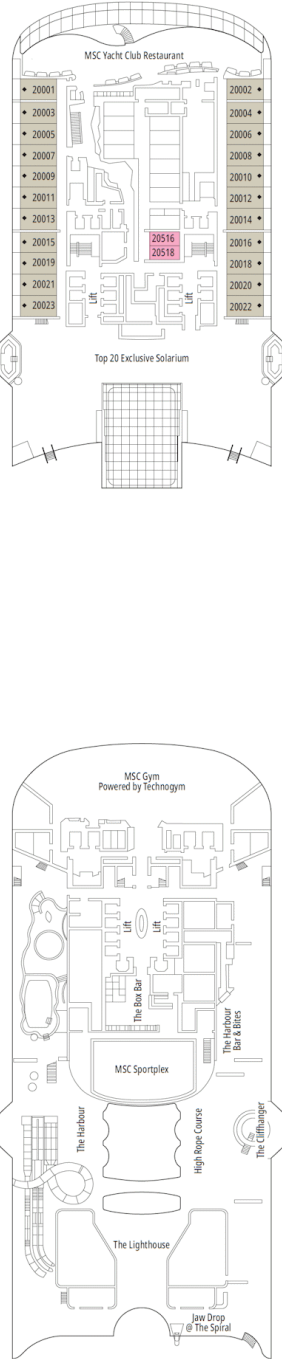 MSC Yacht Club Restaurant
20001
20002
20003
20004
20005
20006
20007
20008
20009
20010
20011
20012
20013
20014
20516
20015
20016
20518
20019
20018
20021
20020
20023
20022
Lift
Lift
Top 20 Exclusive Solarium
MSC Gym
Powered by Technogym
Lift
Lift
The Box Bar
The Harbour
Bar & Bites
MSC Sportplex
The Harbour
High Rope Course
The Cliffhanger
The Lighthouse
Jaw Drop
@ The Spiral